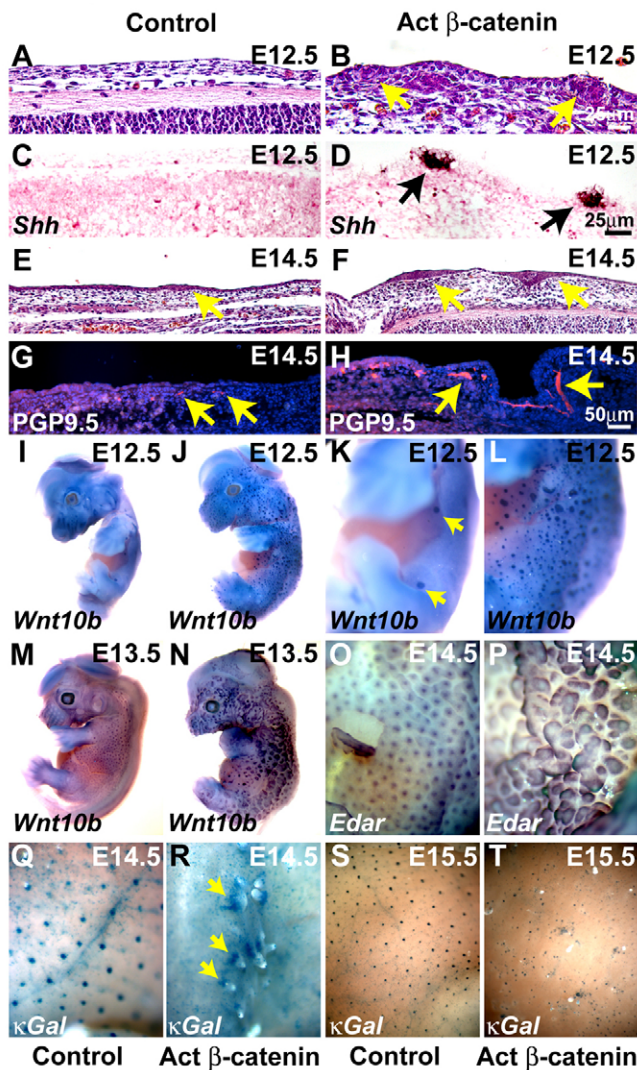 Control Act β-catenin
A E12.5 B E12.5
25μm
C E12.5 D E12.5
Shh Shh 25μm
E E14.5 F E14.5
G E14.5 H E14.5
PGP9.5 PGP9.5 50μm
I E12.5 J E12.5 K E12.5 L E12.5
Wnt10b Wnt10b Wnt10b Wnt10b
M E13.5 N E13.5 O E14.5 P E14.5
Wnt10b Wnt10b Edar Edar
Q E14.5 R E14.5 S E15.5 T E15.5
κGal κGal κGal κGal
Control Act β-catenin Control Act β-catenin